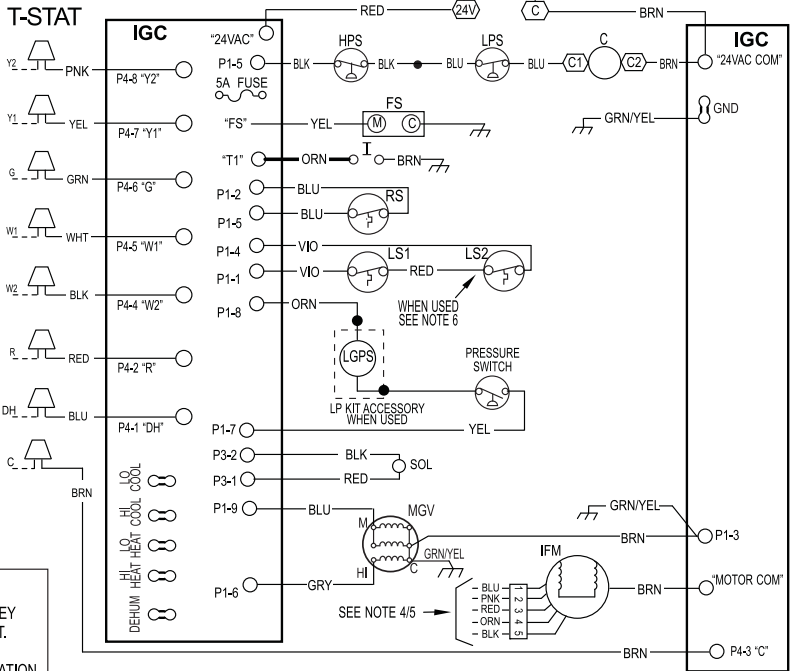 T-STAT
IGC
IGC
RED
24V
C
BRN
"24VAC"
"24VAC COM"
P1-5
BLK
HPS
BLK
BLU
LPS
BLU
C1
C
C2
BRN
5A FUSE
GND
GRN/YEL
Y2
PNK
P4-8 "Y2"
"FS"
YEL
FS
M
C
Y1
YEL
P4-7 "Y1"
"T1"
ORN
I
BRN
G
GRN
P4-6 "G"
P1-2
BLU
RS
P1-5
BLU
W1
WHT
P4-5 "W1"
P1-4
VIO
P1-1
VIO
LS1
RED
LS2
W2
BLK
P4-4 "W2"
P1-8
ORN
WHEN USED
SEE NOTE 6
R
RED
P4-2 "R"
LGPS
PRESSURE
SWITCH
LP KIT ACCESSORY
WHEN USED
DH
BLU
P4-1 "DH"
P1-7
YEL
C
BRN
P3-2
BLK
SOL
P3-1
RED
LO COOL
HI COOL
LO HEAT
HI HEAT
DEHUM
P1-9
BLU
M
MGV
HI
C
GRN/YEL
GRN/YEL
BRN
P1-3
P1-6
GRY
IFM
SEE NOTE 4/5
BLU 1
PNK 2
RED 3
ORN 4
BLK 5
BRN
"MOTOR COM"
BRN
P4-3 "C"
EY
T.
ATION